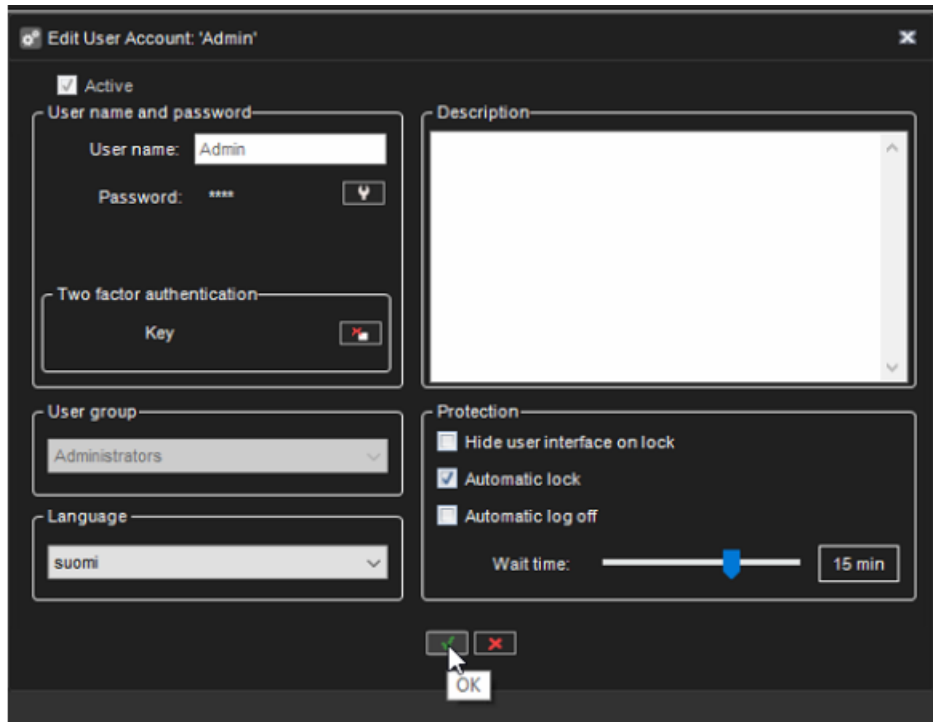 Edit User Account: 'Admin'
Active
User name and password
User name: Admin
Password: ****
Two factor authentication
Key
Description
User group
Administrators
Language
suomi
Protection
Hide user interface on lock
Automatic lock
Automatic log off
Wait time: 15 min
OK